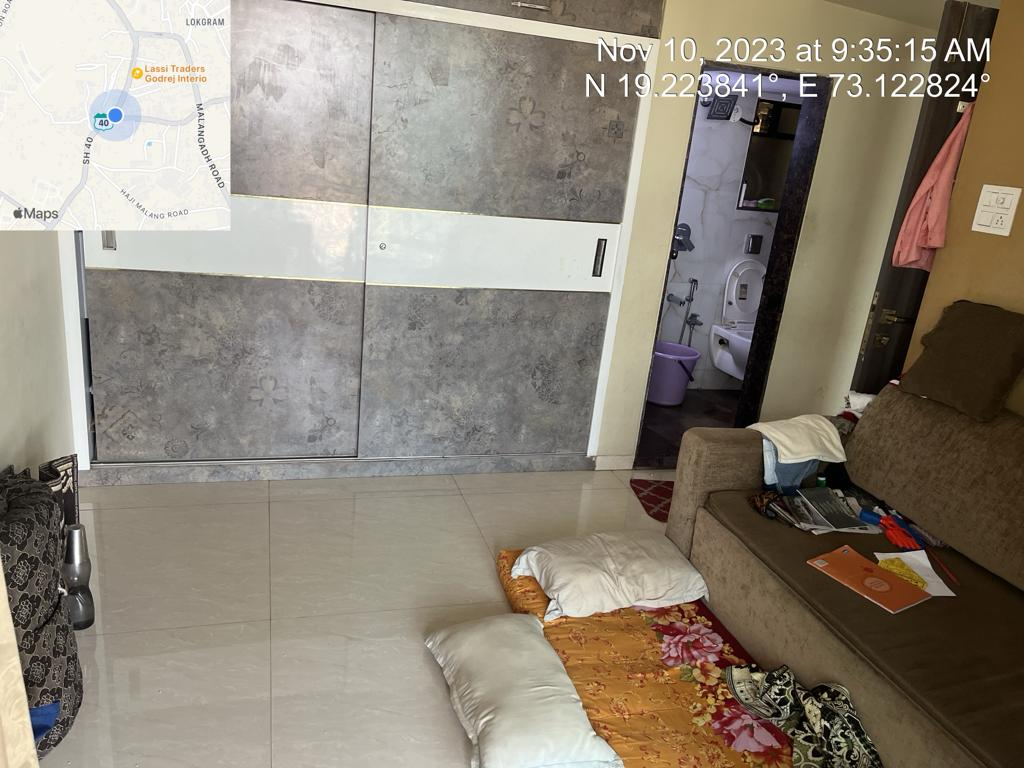 LOKGRAM
Lassi Traders
Godrej Interio
40
SH 40
MALANGADH ROAD
HAJI MALANG ROAD
Maps
Nov 10, 2023 at 9:35:15 AM
N 19.223841°, E 73.122824°